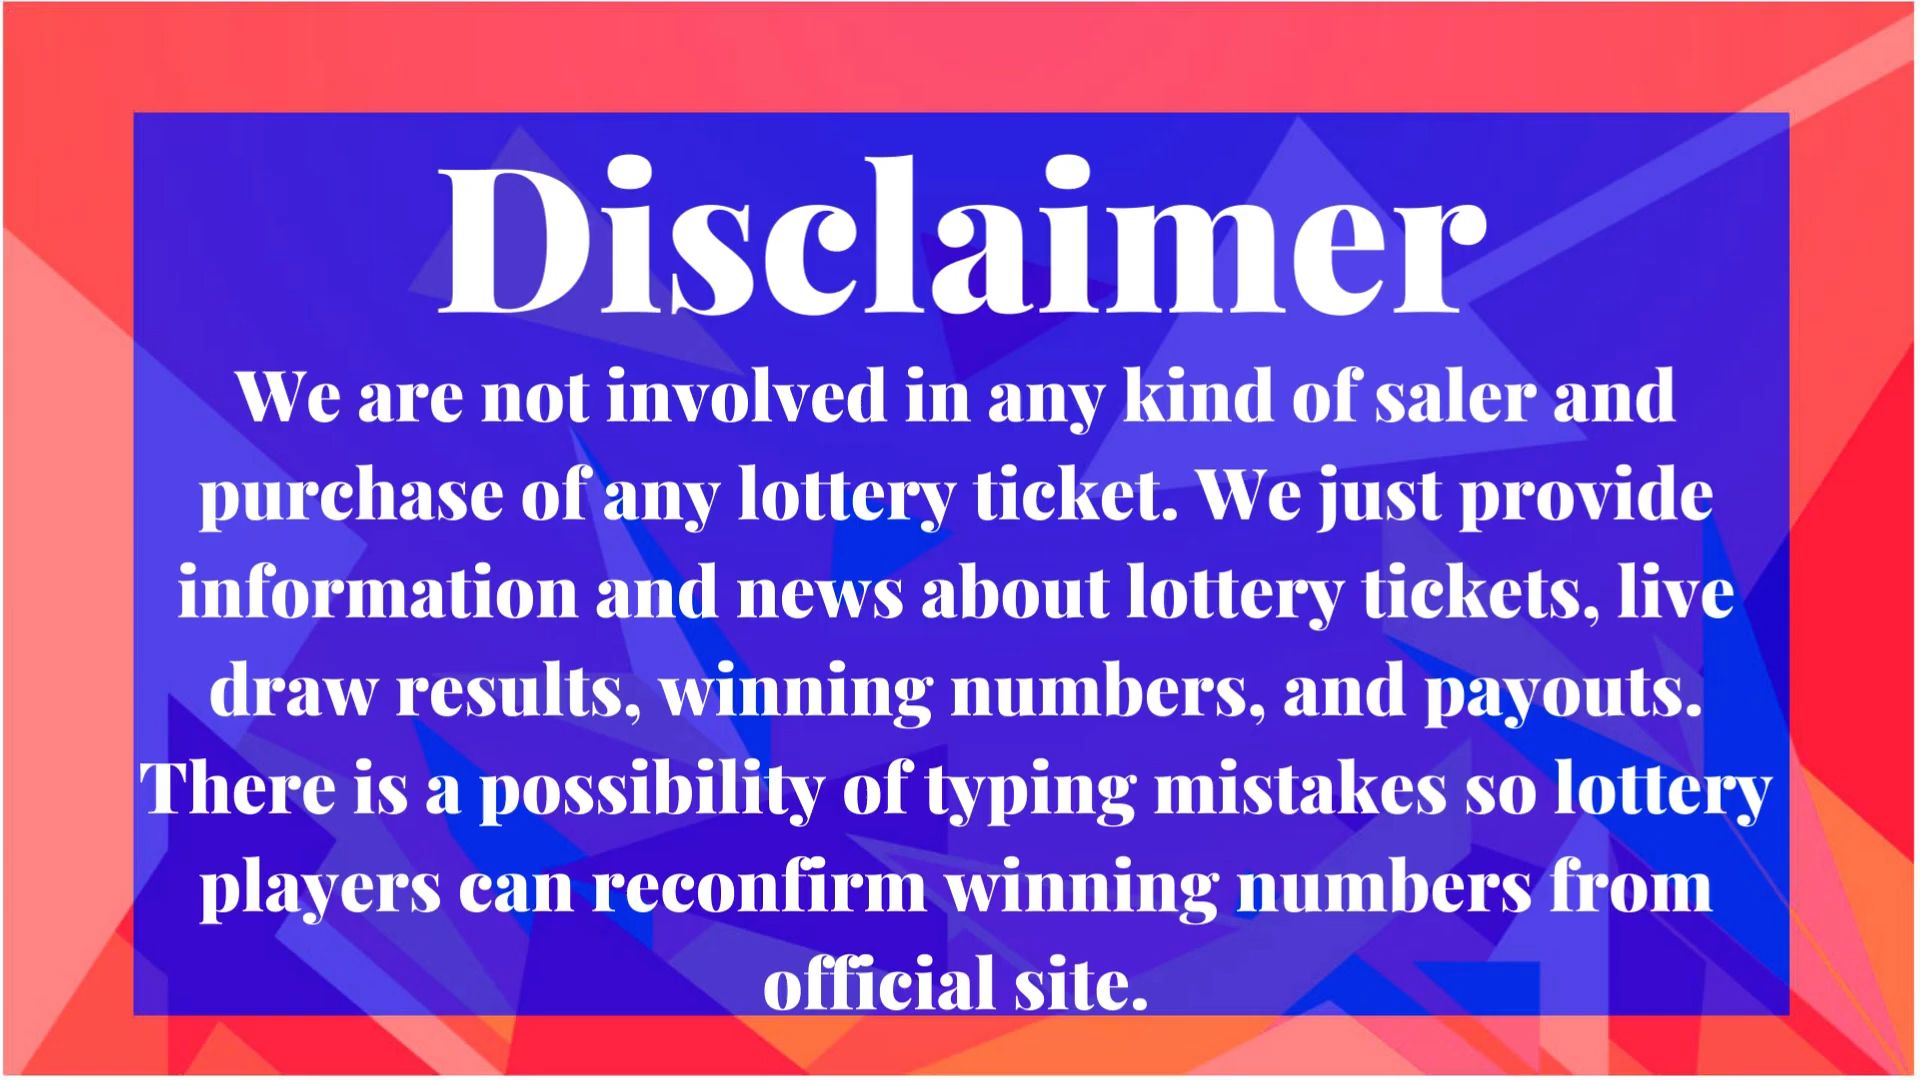 Disclaimer
We are not involved in any kind of saler and
purchase of any lottery ticket. We just provide
information and news about lottery tickets, live
draw results, winning numbers, and payouts.
There is a possibility of typing mistakes so lottery
players can reconfirm winning numbers from
official site.